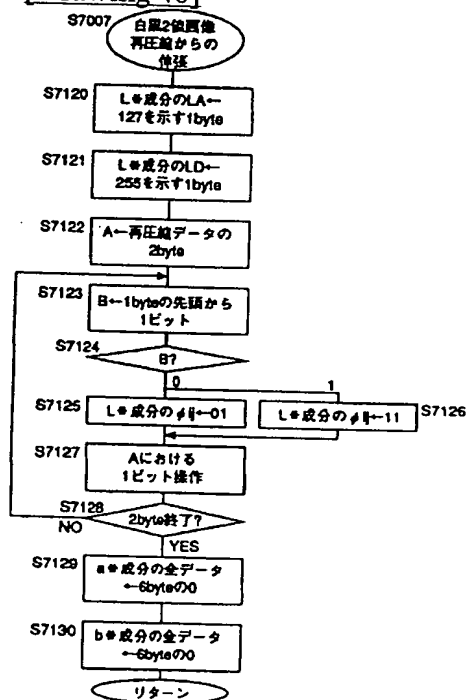 S7007
白黒2値画像
再圧縮からの
伸張
S7120
L*成分のLA←
127を示す1byte
S7121
L*成分のLD←
255を示す1byte
S7122
A←再圧縮データの
2byte
S7123
B←1byteの先頭から
1ビット
S7124
B?
0
1
S7125
L*成分のφij←01
L*成分のφij←11
S7126
S7127
Aにおける
1ビット操作
S7128
2byte終了?
NO
YES
S7129
a*成分の全データ
←6byteの0
S7130
b*成分の全データ
←6byteの0
リターン